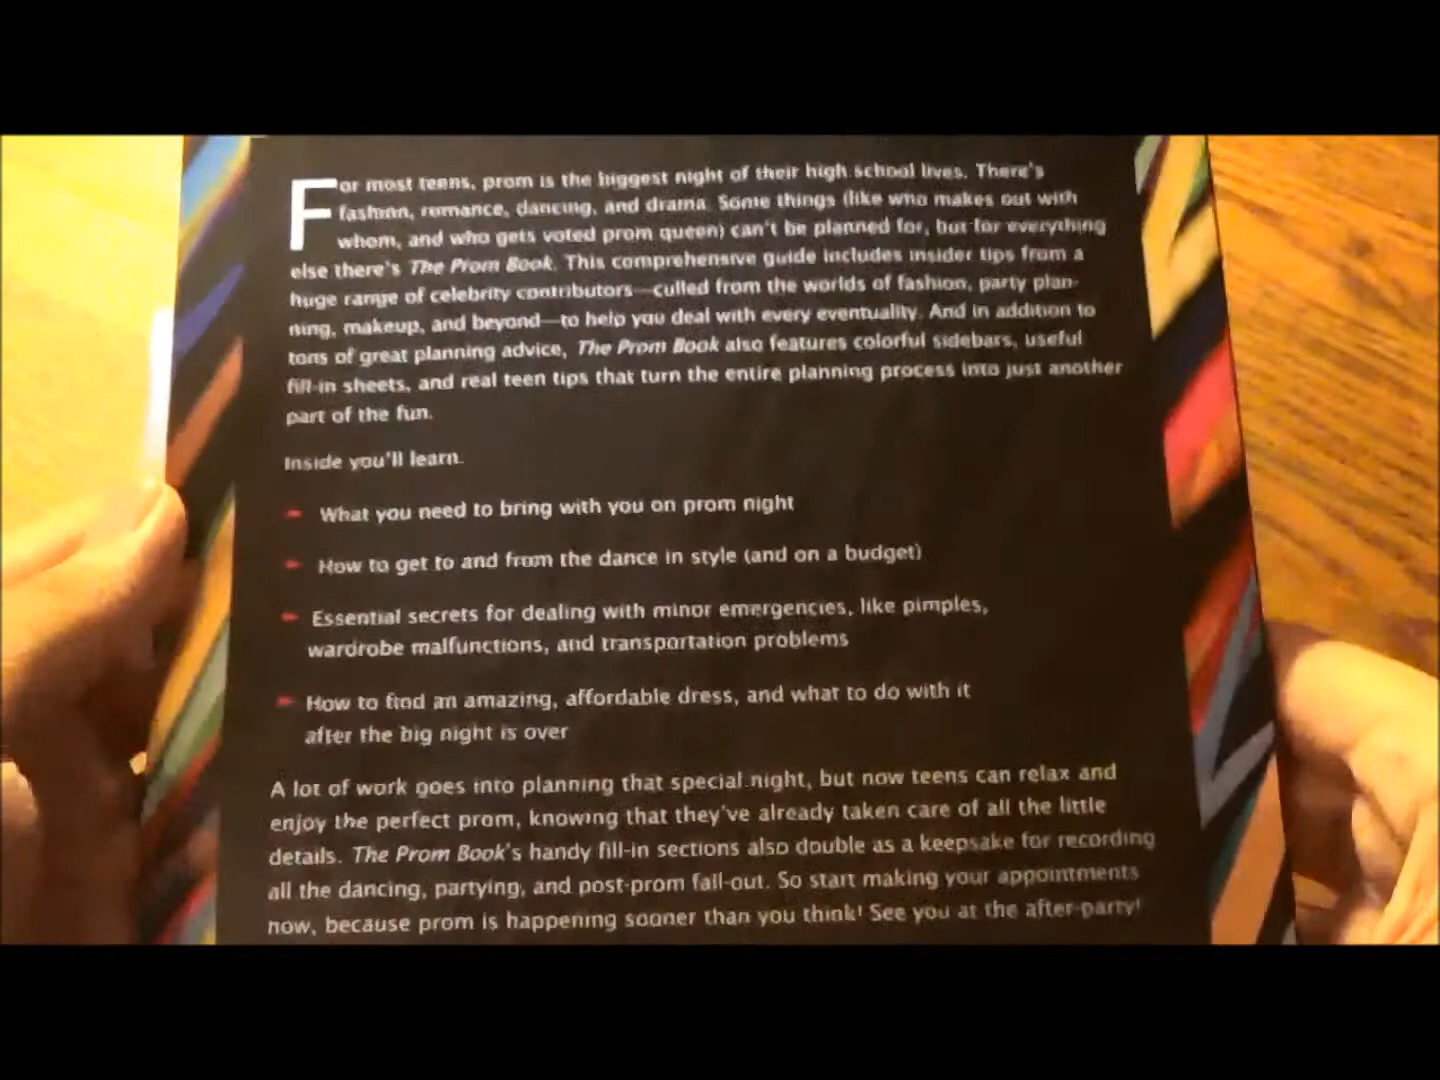 For most teens, prom is the biggest night of their high school lives. There's
fashion, romance, dancing, and drama. Some things (like who makes out with
whom, and who gets voted prom queen) can't be planned for, but for everything
else there's The Prom Book. This comprehensive guide includes insider tips from a
huge range of celebrity contributors—culled from the worlds of fashion, party plan-
ning, makeup, and beyond—to help you deal with every eventuality. And in addition to
tons of great planning advice, The Prom Book also features colorful sidebars, useful
fill-in sheets, and real teen tips that turn the entire planning process into just another
part of the fun.
Inside you'll learn:
What you need to bring with you on prom night
How to get to and from the dance in style (and on a budget)
Essential secrets for dealing with minor emergencies, like pimples,
wardrobe malfunctions, and transportation problems
How to find an amazing, affordable dress, and what to do with it
after the big night is over
A lot of work goes into planning that special night, but now teens can relax and
enjoy the perfect prom, knowing that they've already taken care of all the little
details. The Prom Book's handy fill-in sections also double as a keepsake for recording
all the dancing, partying, and post-prom fall-out. So start making your appointments
now, because prom is happening sooner than you think! See you at the after-party!